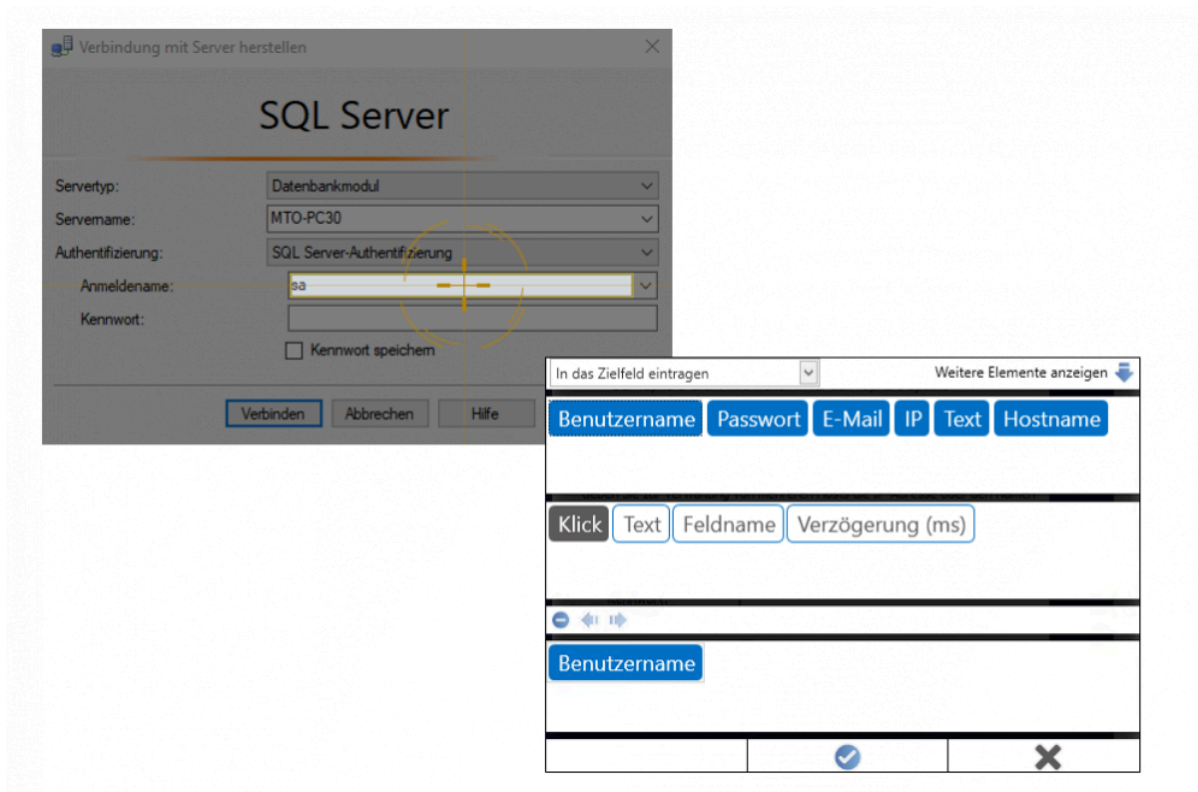 Verbindung mit Server herstellen
SQL Server
Servertyp: Datenbankmodul
Servername: MTO-PC30
Authentifizierung: SQL Server-Authentifizierung
Anmeldename: sa
Kennwort:
Kennwort speichern
Verbinden Abbrechen Hilfe
In das Zielfeld eintragen Weitere Elemente anzeigen
Benutzername Passwort E-Mail IP Text Hostname
Klick Text Feldname Verzögerung (ms)
Benutzername